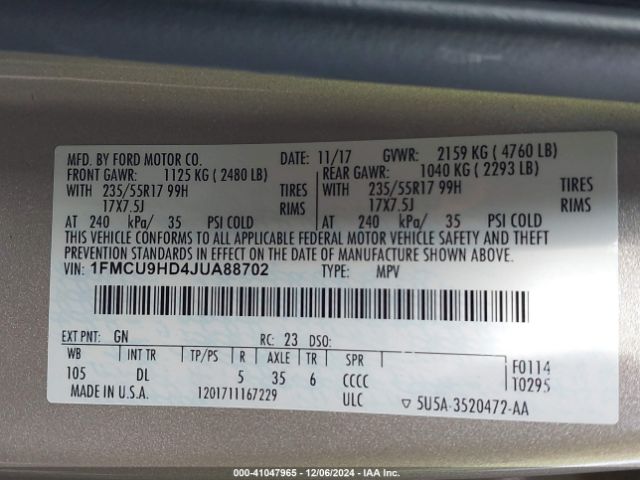 MFD. BY FORD MOTOR CO. DATE: 11/17 GVWR: 2159 KG ( 4760 LB)
FRONT GAWR: 1125 KG ( 2480 LB) REAR GAWR: 1040 KG ( 2293 LB)
WITH 235/55R17 99H TIRES WITH 235/55R17 99H TIRES
17X7.5J RIMS 17X7.5J RIMS
AT 240 kPa/ 35 PSI COLD AT 240 kPa/ 35 PSI COLD
THIS VEHICLE CONFORMS TO ALL APPLICABLE FEDERAL MOTOR VEHICLE SAFETY AND THEFT
PREVENTION STANDARDS IN EFFECT ON THE DATE OF MANUFACTURE SHOWN ABOVE.
VIN: 1FMCU9HD4JUA88702 TYPE: MPV
EXT PNT: GN RC: 23 DSO:
WB INT TR TP/PS R AXLE TR SPR F0114
105 DL 5 35 6 CCCC T0295
MADE IN U.S.A. 1201711167229 ULC ▽ 5U5A-3520472-AA
000-41047965 - 12/06/2024 - IAA Inc.